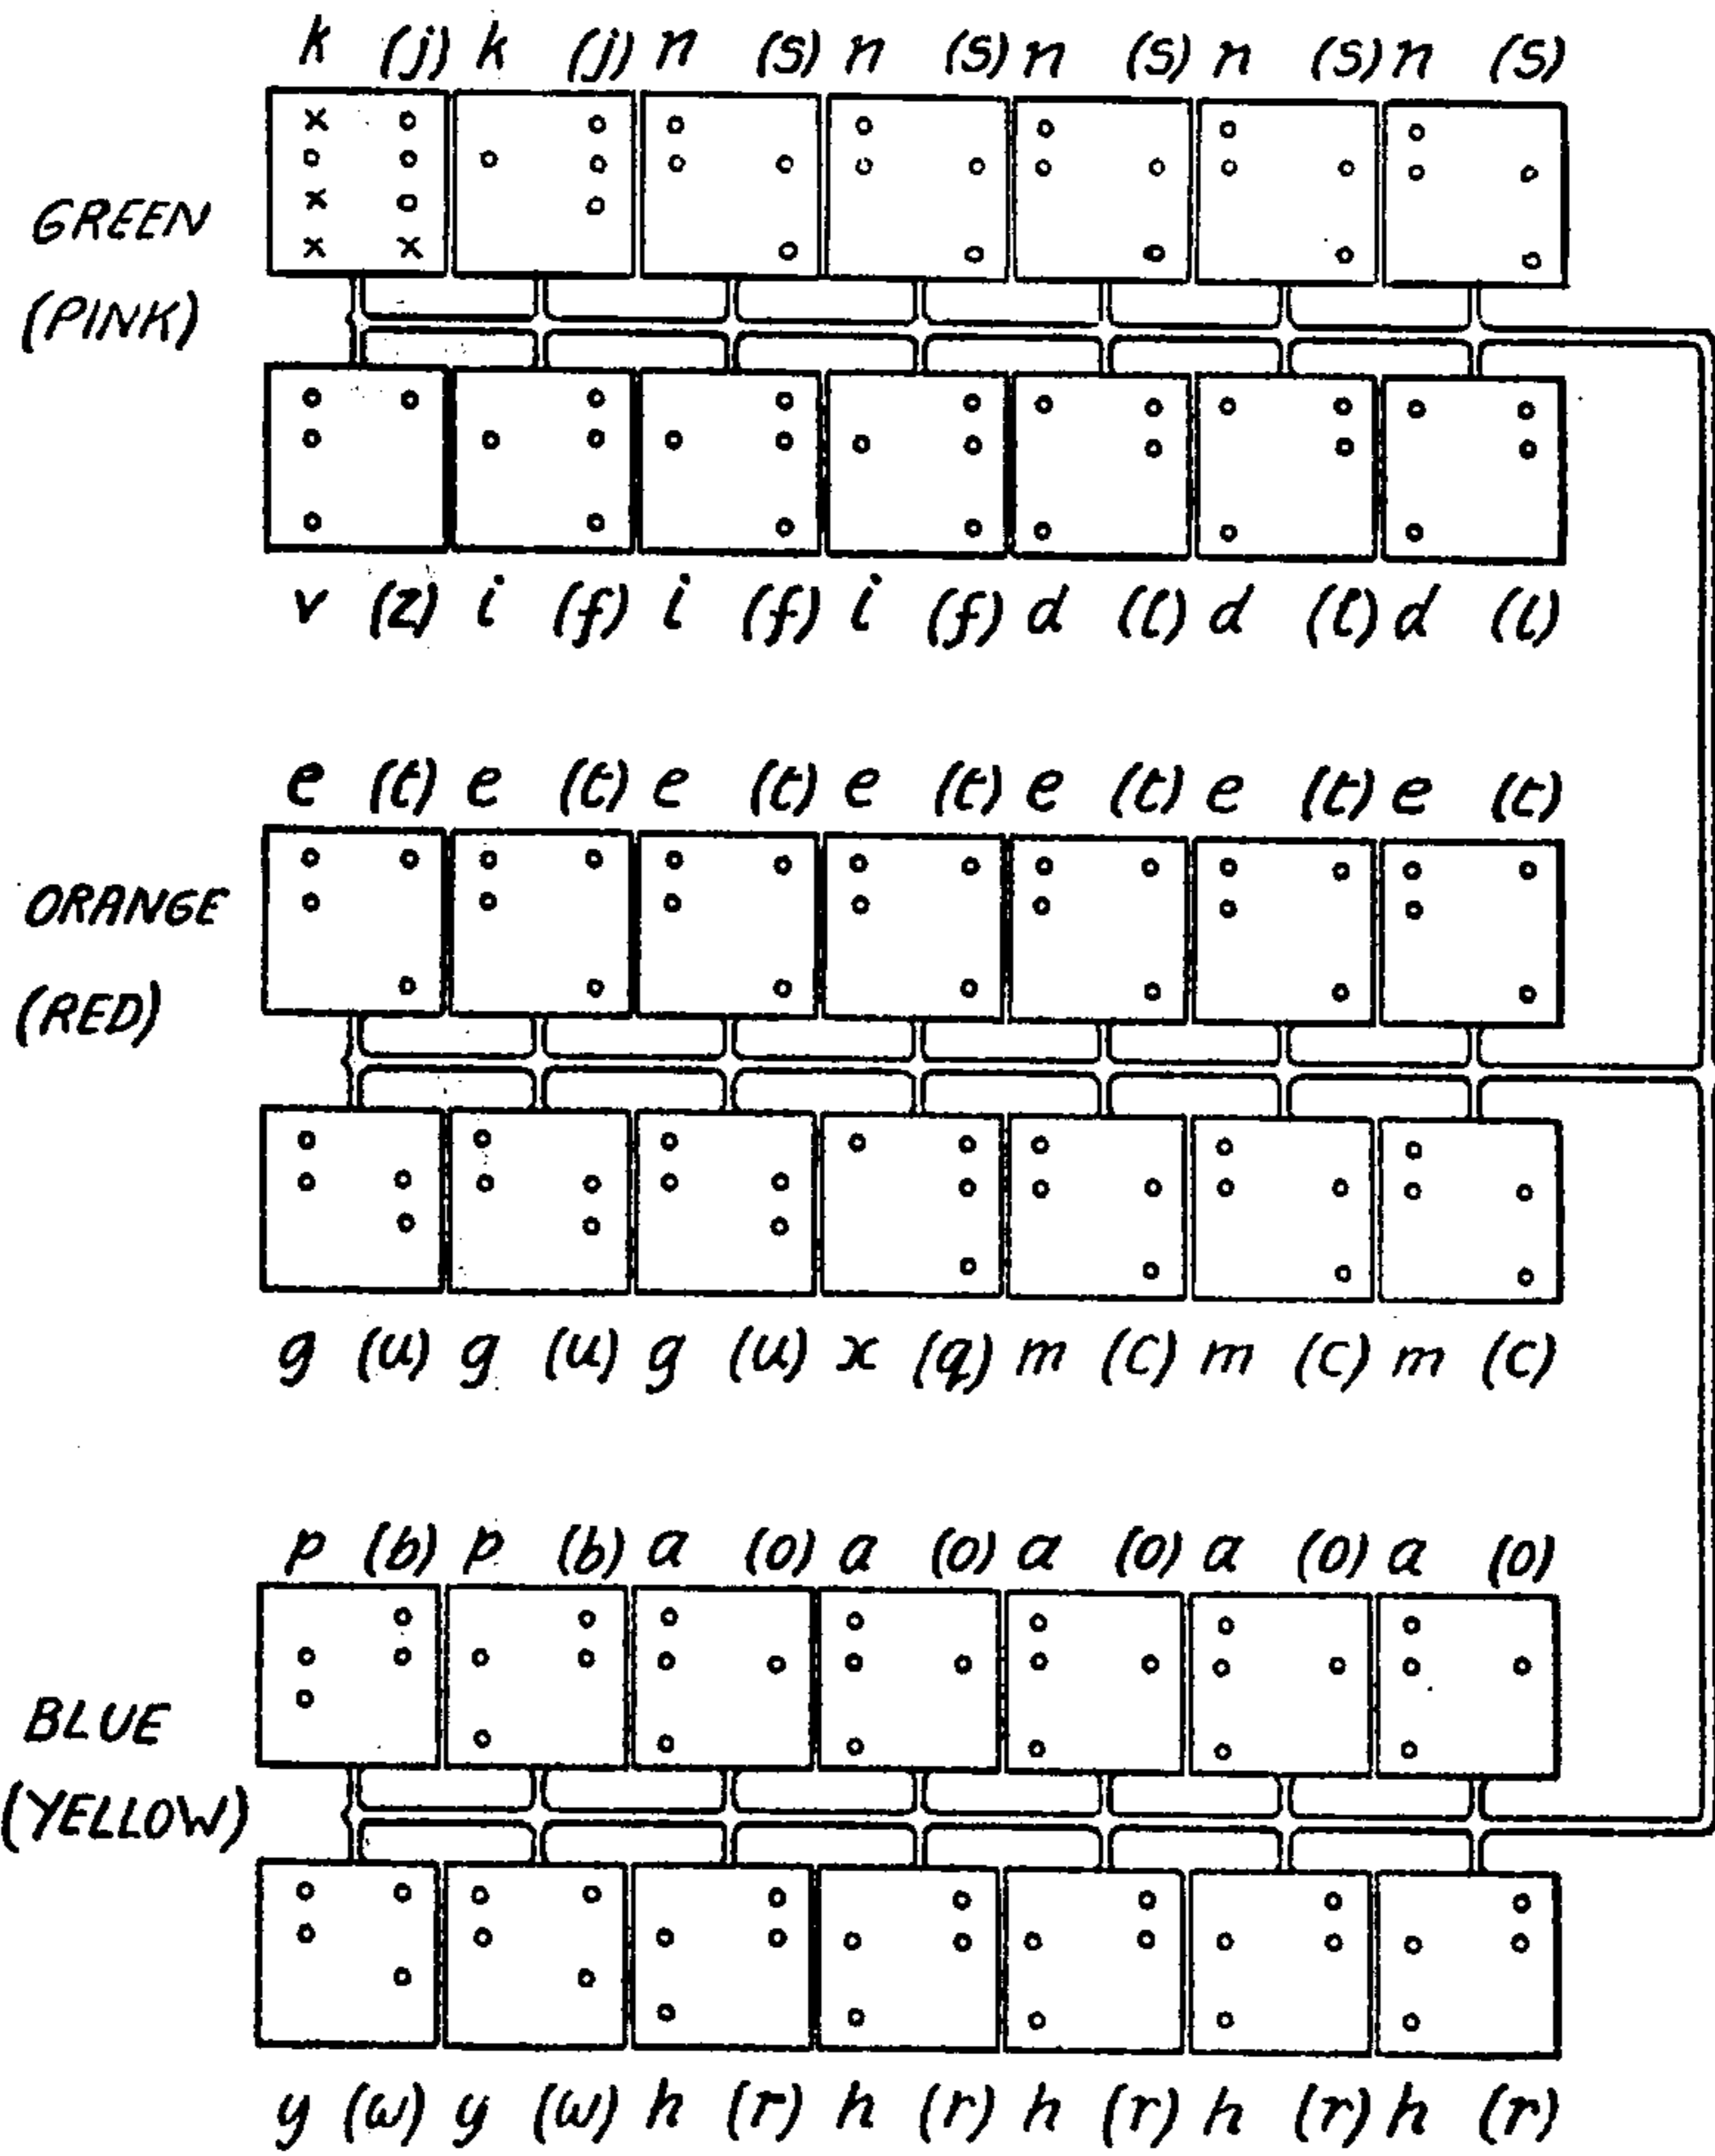 k (j) k (j) n (s) n (s) n (s) n (s) n (s)
GREEN
(PINK)
v (z) i (f) i (f) i (f) d (l) d (l) d (l)
e (t) e (t) e (t) e (t) e (t) e (t) e (t)
ORANGE
(RED)
g (u) g (u) g (u) x (q) m (c) m (c) m (c)
p (b) p (b) a (o) a (o) a (o) a (o) a (o)
BLUE
(YELLOW)
y (w) y (w) h (r) h (r) h (r) h (r) h (r)